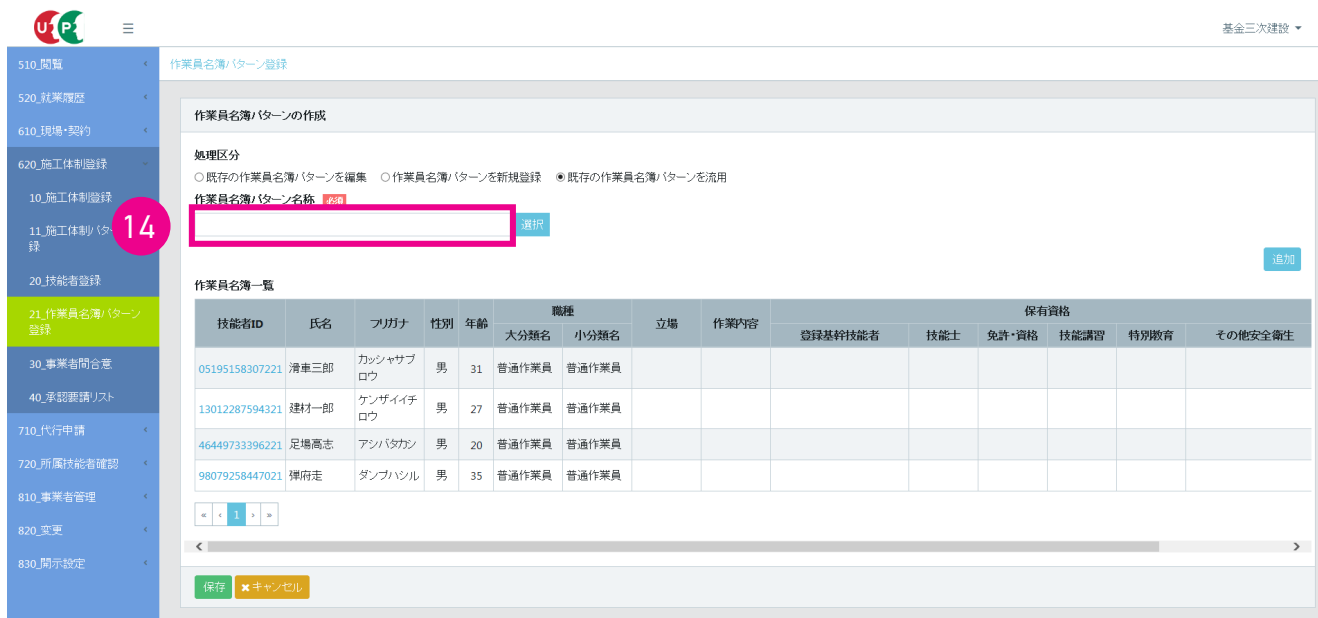 U P
基金三次建設
510_閲覧
520_就業履歴
610_現場・契約
620_施工体制登録
10_施工体制登録
11_施工体制パター
録
20_技能者登録
21_作業員名簿パターン
登録
30_事業者間合意
40_承認要請リスト
710_代行申請
720_所属技能者確認
810_事業者管理
820_変更
830_開示設定
14
作業員名簿パターン登録
作業員名簿パターンの作成
処理区分
既存の作業員名簿パターンを編集 作業員名簿パターンを新規登録 既存の作業員名簿パターンを流用
作業員名簿パターン名称 必須
選択
追加
作業員名簿一覧
技能者ID 氏名 フリガナ 性別 年齢 職種 立場 作業内容 保有資格
大分類名 小分類名 登録基幹技能者 技能士 免許・資格 技能講習 特別教育 その他安全衛生
05195158307221 滑車三郎 カッシャサブ 男 31 普通作業員 普通作業員
ロウ
13012287594321 建材一郎 ケンザイイチ 男 27 普通作業員 普通作業員
ロウ
46449733396221 足場高志 アシバタカシ 男 20 普通作業員 普通作業員
98079258447021 弾府走 ダンプハシル 男 35 普通作業員 普通作業員
« ‹ 1 › »
保存 ×キャンセル